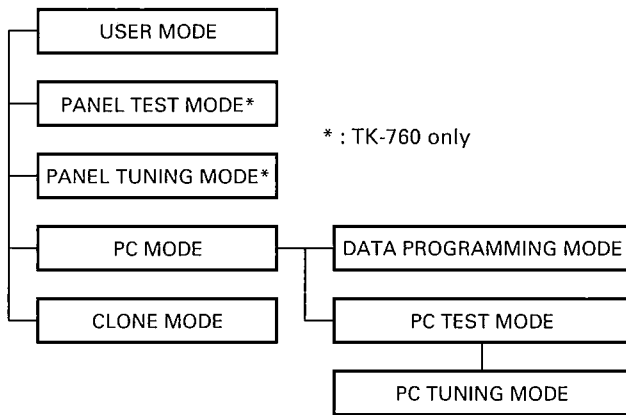 USER MODE
PANEL TEST MODE*
* : TK-760 only
PANEL TUNING MODE*
PC MODE
DATA PROGRAMMING MODE
CLONE MODE
PC TEST MODE
PC TUNING MODE